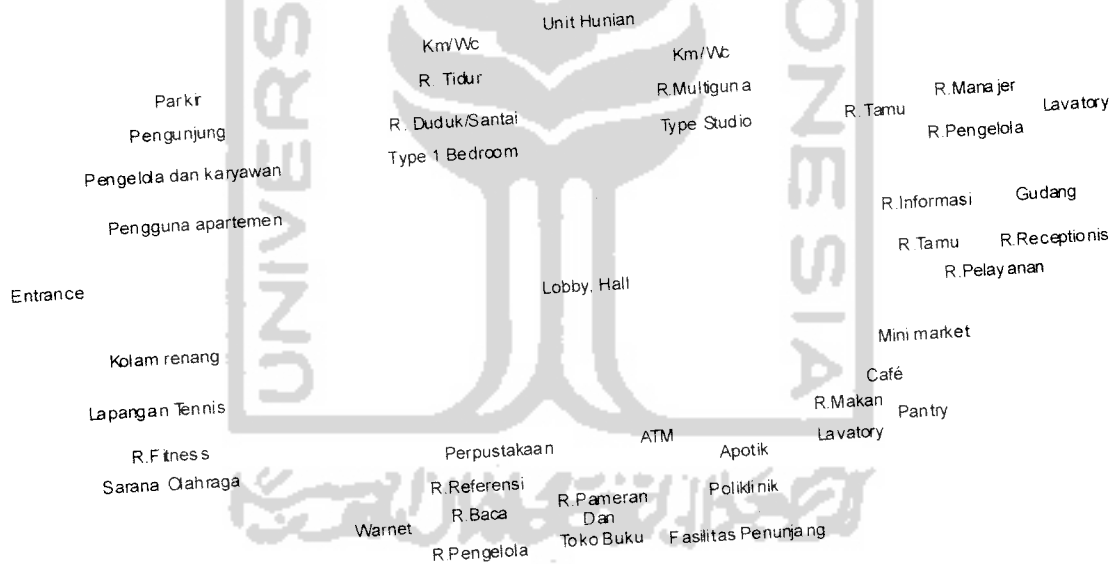 Unit Hunian
Km/Wc
R. Tidur
R. Duduk/Santai
Type 1 Bedroom
Km/Wc
R.Multiguna
Type Studio
R.Manajer
R.Tamu
Lavatory
R.Pengelola
Parkir
Pengunjung
Pengelola dan karyawan
Pengguna apartemen
R.Informasi
Gudang
R.Tamu
R.Receptionis
R.Pelayanan
Entrance
Lobby, Hall
Kolam renang
Lapangan Tennis
R.Fitness
Sarana Olahraga
Mini market
Café
R.Makan
Pantry
Lavatory
ATM
Apotik
Poliklinik
Fasilitas Penunjang
Perpustakaan
R.Referensi
R.Baca
R.Pengelola
Warnet
R.Pameran
Dan
Toko Buku
UNIVERS
ONESIA